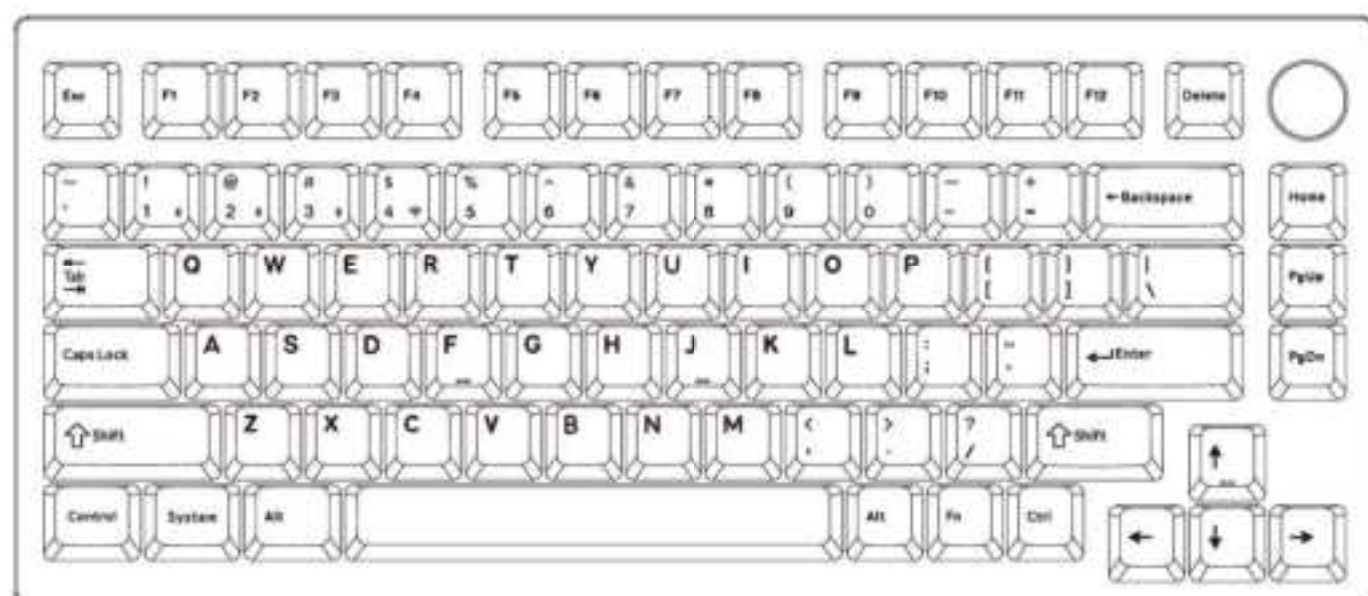 Esc F1 F2 F3 F4 F5 F6 F7 F8 F9 F10 F11 F12 Delete
~ ! @ # $ % ^ & * ( ) — +
` 1 2 3 4 5 6 7 8 9 0 - = ←Backspace Home
Tab Q W E R T Y U I O P { } | PgUp
[ ] \
Caps Lock A S D F G H J K L : " Enter PgDn
; '
Shift Z X C V B N M < > ? Shift
, . / ↑
Control System Alt Alt Fn Ctrl ← ↓ →